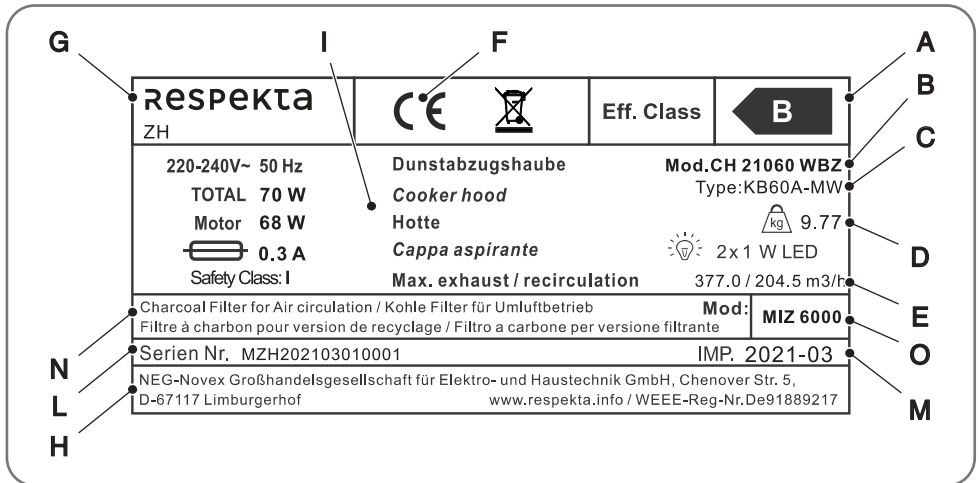 G I F A
B
C
D
E
O
M
N
L
H
Respekta
ZH
CE
Eff. Class
B
220-240V~ 50 Hz
TOTAL 70 W
Motor 68 W
0.3 A
Safety Class: I
Dunstabzugshaube
Cooker hood
Hotte
Cappa aspirante
Max. exhaust / recirculation
Mod.CH 21060 WBZ
Type:KB60A-MW
kg 9.77
2x1 W LED
377.0 / 204.5 m3/h
Charcoal Filter for Air circulation / Kohle Filter für Umluftbetrieb
Filtre à charbon pour version de recyclage / Filtro a carbone per versione filtrante
Mod:
MIZ 6000
Serien Nr. MZH202103010001
IMP. 2021-03
NEG-Novex Großhandelsgesellschaft für Elektro- und Haustechnik GmbH, Chenover Str. 5,
D-67117 Limburgerhof www.respekta.info / WEEE-Reg-Nr.De91889217